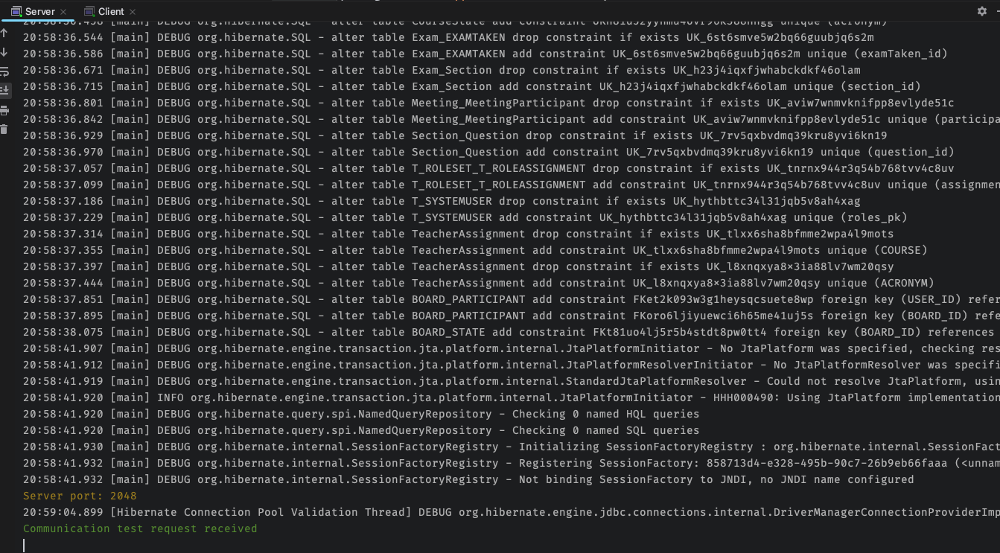 Server Client
20:58:36.458 [main] DEBUG org.hibernate.SQL - alter table CourseState add constraint unique (acronym)
20:58:36.544 [main] DEBUG org.hibernate.SQL - alter table Exam_EXAMTAKEN drop constraint if exists UK_6st6smve5w2bq66guubjq6s2m
20:58:36.586 [main] DEBUG org.hibernate.SQL - alter table Exam_EXAMTAKEN add constraint UK_6st6smve5w2bq66guubjq6s2m unique (examTaken_id)
20:58:36.671 [main] DEBUG org.hibernate.SQL - alter table Exam_Section drop constraint if exists UK_h23j4iqxfjwhabckdkf46olam
20:58:36.715 [main] DEBUG org.hibernate.SQL - alter table Exam_Section add constraint UK_h23j4iqxfjwhabckdkf46olam unique (section_id)
20:58:36.801 [main] DEBUG org.hibernate.SQL - alter table Meeting_MeetingParticipant drop constraint if exists UK_aviw7wnmvknifpp8evlyde51c
20:58:36.842 [main] DEBUG org.hibernate.SQL - alter table Meeting_MeetingParticipant add constraint UK_aviw7wnmvknifpp8evlyde51c unique (participa
20:58:36.929 [main] DEBUG org.hibernate.SQL - alter table Section_Question drop constraint if exists UK_7rv5qxbvdmq39kru8yvi6kn19
20:58:36.970 [main] DEBUG org.hibernate.SQL - alter table Section_Question add constraint UK_7rv5qxbvdmq39kru8yvi6kn19 unique (question_id)
20:58:37.057 [main] DEBUG org.hibernate.SQL - alter table T_ROLESET_T_ROLEASSIGNMENT drop constraint if exists UK_tnrnx944r3q54b768tvv4c8uv
20:58:37.099 [main] DEBUG org.hibernate.SQL - alter table T_ROLESET_T_ROLEASSIGNMENT add constraint UK_tnrnx944r3q54b768tvv4c8uv unique (assignmen
20:58:37.186 [main] DEBUG org.hibernate.SQL - alter table T_SYSTEMUSER drop constraint if exists UK_hythbttc34l31jqb5v8ah4xag
20:58:37.229 [main] DEBUG org.hibernate.SQL - alter table T_SYSTEMUSER add constraint UK_hythbttc34l31jqb5v8ah4xag unique (roles_pk)
20:58:37.314 [main] DEBUG org.hibernate.SQL - alter table TeacherAssignment drop constraint if exists UK_tlxx6sha8bfmme2wpa4l9mots
20:58:37.355 [main] DEBUG org.hibernate.SQL - alter table TeacherAssignment add constraint UK_tlxx6sha8bfmme2wpa4l9mots unique (COURSE)
20:58:37.397 [main] DEBUG org.hibernate.SQL - alter table TeacherAssignment drop constraint if exists UK_l8xnqxya8×3ia88lv7wm20qsy
20:58:37.444 [main] DEBUG org.hibernate.SQL - alter table TeacherAssignment add constraint UK_l8xnqxya8×3ia88lv7wm20qsy unique (ACRONYM)
20:58:37.851 [main] DEBUG org.hibernate.SQL - alter table BOARD_PARTICIPANT add constraint FKet2k093w3g1heysqcsuete8wp foreign key (USER_ID) refer
20:58:37.895 [main] DEBUG org.hibernate.SQL - alter table BOARD_PARTICIPANT add constraint FKoro6ljiyuewci6h65me41uj5s foreign key (BOARD_ID) refe
20:58:38.075 [main] DEBUG org.hibernate.SQL - alter table BOARD_STATE add constraint FKt81uo4lj5r5b4stdt8pw0tt4 foreign key (BOARD_ID) references
20:58:41.907 [main] DEBUG org.hibernate.engine.transaction.jta.platform.internal.JtaPlatformInitiator - No JtaPlatform was specified, checking res
20:58:41.912 [main] DEBUG org.hibernate.engine.transaction.jta.platform.internal.JtaPlatformResolverInitiator - No JtaPlatformResolver was specifi
20:58:41.919 [main] DEBUG org.hibernate.engine.transaction.jta.platform.internal.StandardJtaPlatformResolver - Could not resolve JtaPlatform, usin
20:58:41.920 [main] INFO org.hibernate.engine.transaction.jta.platform.internal.JtaPlatformInitiator - HHH000490: Using JtaPlatform implementation
20:58:41.920 [main] DEBUG org.hibernate.query.spi.NamedQueryRepository - Checking 0 named HQL queries
20:58:41.920 [main] DEBUG org.hibernate.query.spi.NamedQueryRepository - Checking 0 named SQL queries
20:58:41.930 [main] DEBUG org.hibernate.internal.SessionFactoryRegistry - Initializing SessionFactoryRegistry : org.hibernate.internal.SessionFact
20:58:41.932 [main] DEBUG org.hibernate.internal.SessionFactoryRegistry - Registering SessionFactory: 858713d4-e328-495b-90c7-26b9eb66faaa (<unnam
20:58:41.932 [main] DEBUG org.hibernate.internal.SessionFactoryRegistry - Not binding SessionFactory to JNDI, no JNDI name configured
Server port: 2048
20:59:04.899 [Hibernate Connection Pool Validation Thread] DEBUG org.hibernate.engine.jdbc.connections.internal.DriverManagerConnectionProviderImp
Communication test request received